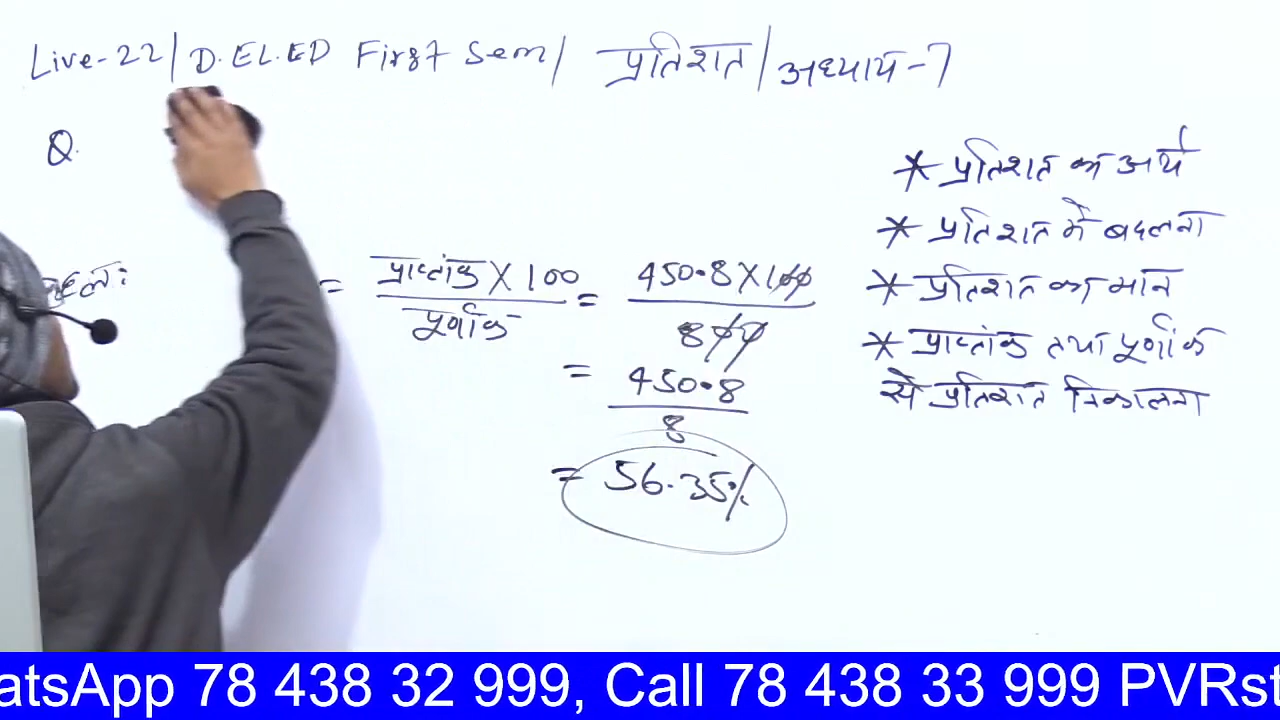 Live-22/ D.EL.ED First Sem/ प्रतिशत/अध्याय-7
Q.
हल:
= प्राप्तांक X 100 = 450.8 X 100
पूर्णांक 800
= 450.8
8
= 56.35%
* प्रतिशत का अर्थ
* प्रतिशत में बदलना
* प्रतिशत का मान
* प्राप्तांक तथा पूर्णांक
से प्रतिशत निकालना
atsApp 78 438 32 999, Call 78 438 33 999 PVRst